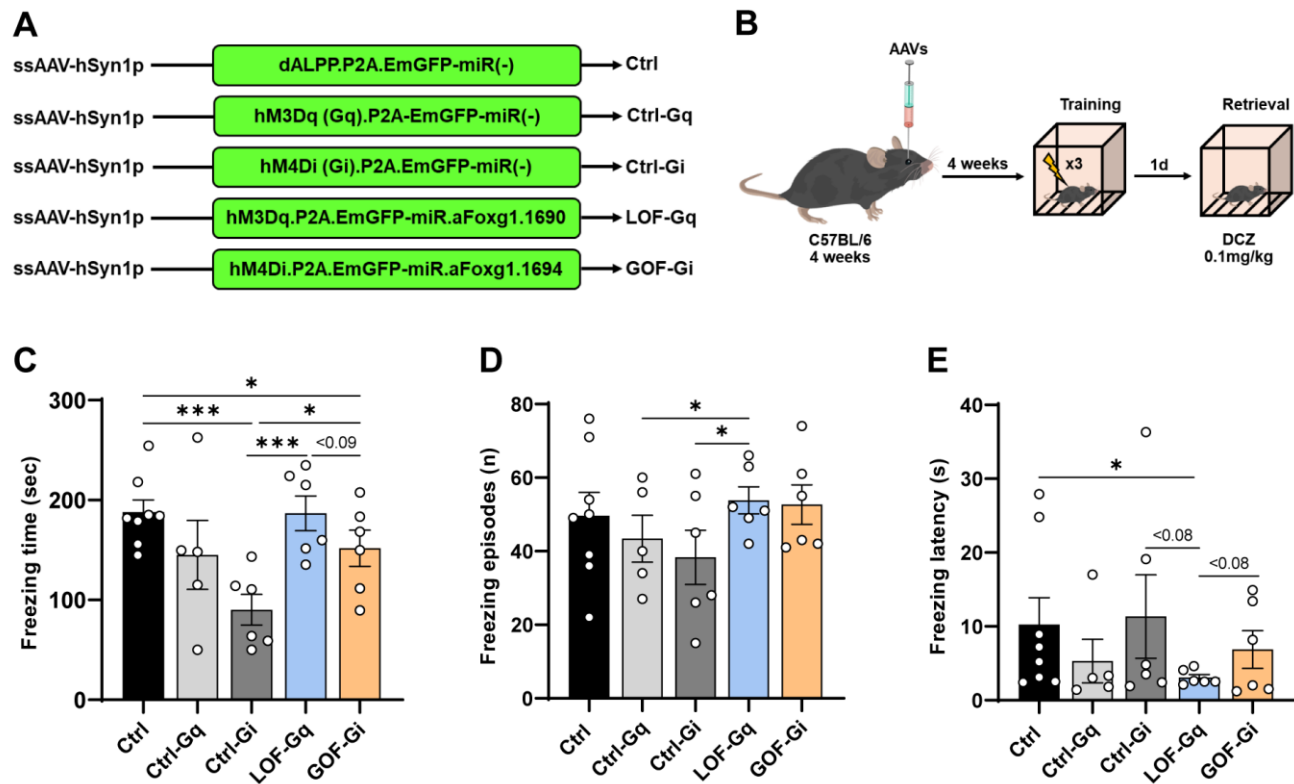 A
ssAAV-hSyn1p
dALPP.P2A.EmGFP-miR(-)
Ctrl
ssAAV-hSyn1p
hM3Dq (Gq).P2A-EmGFP-miR(-)
Ctrl-Gq
ssAAV-hSyn1p
hM4Di (Gi).P2A.EmGFP-miR(-)
Ctrl-Gi
ssAAV-hSyn1p
hM3Dq.P2A.EmGFP-miR.aFoxg1.1690
LOF-Gq
ssAAV-hSyn1p
hM4Di.P2A.EmGFP-miR.aFoxg1.1694
GOF-Gi
B
AAVs
C57BL/6
4 weeks
4 weeks
Training
x3
1d
Retrieval
DCZ
0.1mg/kg
C
Freezing time (sec)
300
200
100
0
*
***
*
***
<0.09
Ctrl
Ctrl-Gq
Ctrl-Gi
LOF-Gq
GOF-Gi
D
Freezing episodes (n)
80
60
40
20
0
*
*
Ctrl
Ctrl-Gq
Ctrl-Gi
LOF-Gq
GOF-Gi
E
Freezing latency (s)
40
30
20
10
0
*
<0.08
<0.08
Ctrl
Ctrl-Gq
Ctrl-Gi
LOF-Gq
GOF-Gi